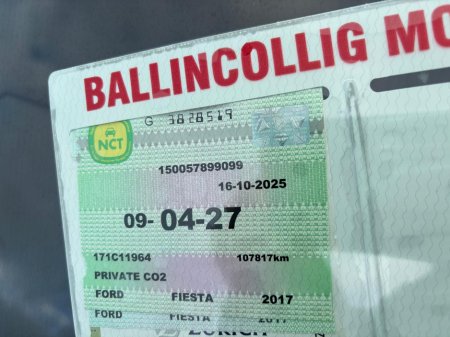 BALLINCOLLIG MO
G 3828519
NCT
150057899099
16-10-2025
09-04-27
171C11964 107817km
PRIVATE CO2
FORD FIESTA 2017
FORD FIESTA 2017
ZURICH